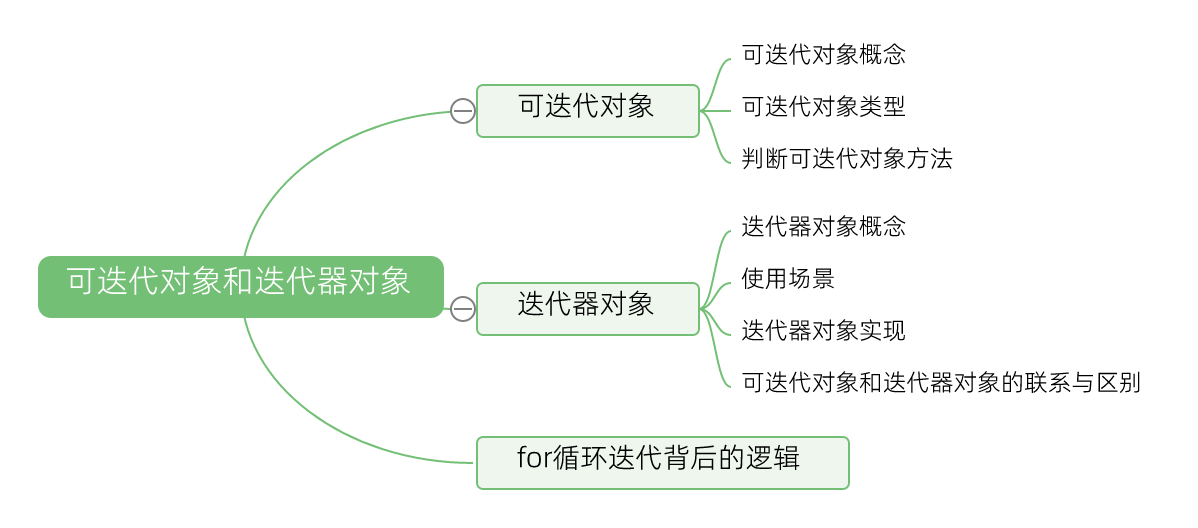 可迭代对象和迭代器对象
可迭代对象
可迭代对象概念
可迭代对象类型
判断可迭代对象方法
迭代器对象
迭代器对象概念
使用场景
迭代器对象实现
可迭代对象和迭代器对象的联系与区别
for循环迭代背后的逻辑